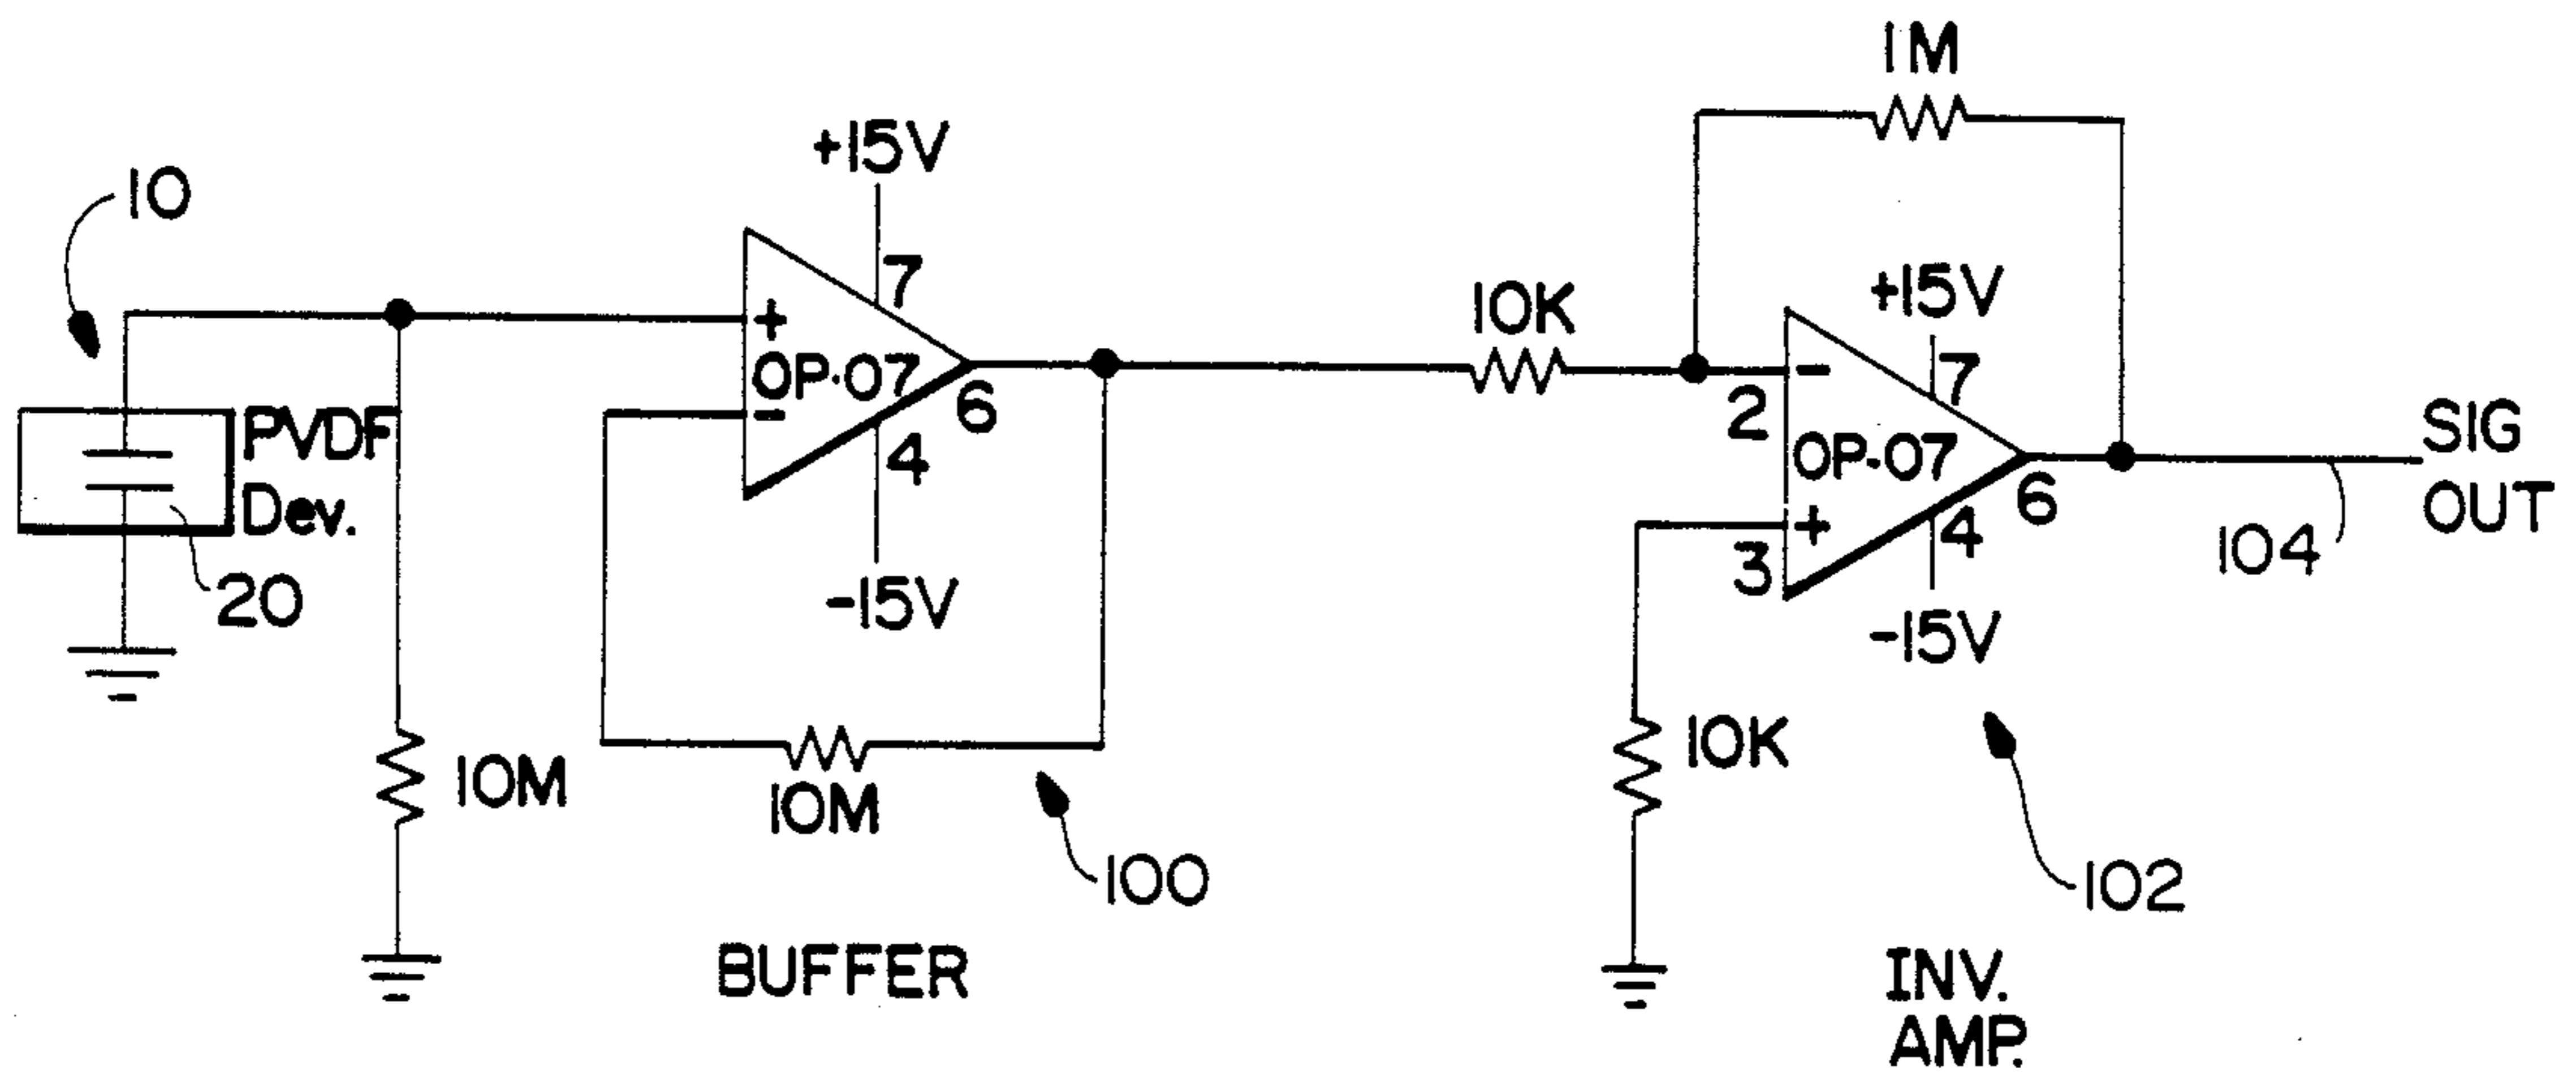 1M
+15V
10
7
+15V
10K
+
OP-07
-
7
6
4
PVDF
Dev.
-
2
OP-07
SIG
OUT
6
4
+
3
104
20
-15V
-15V
10K
10M
10M
100
102
BUFFER
INV.
AMP.